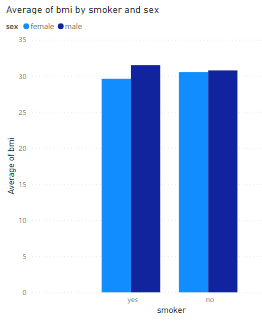 Average of bmi by smoker and sex
sex female male
35
30
25
20
15
10
5
0
Average of bmi
yes no
smoker